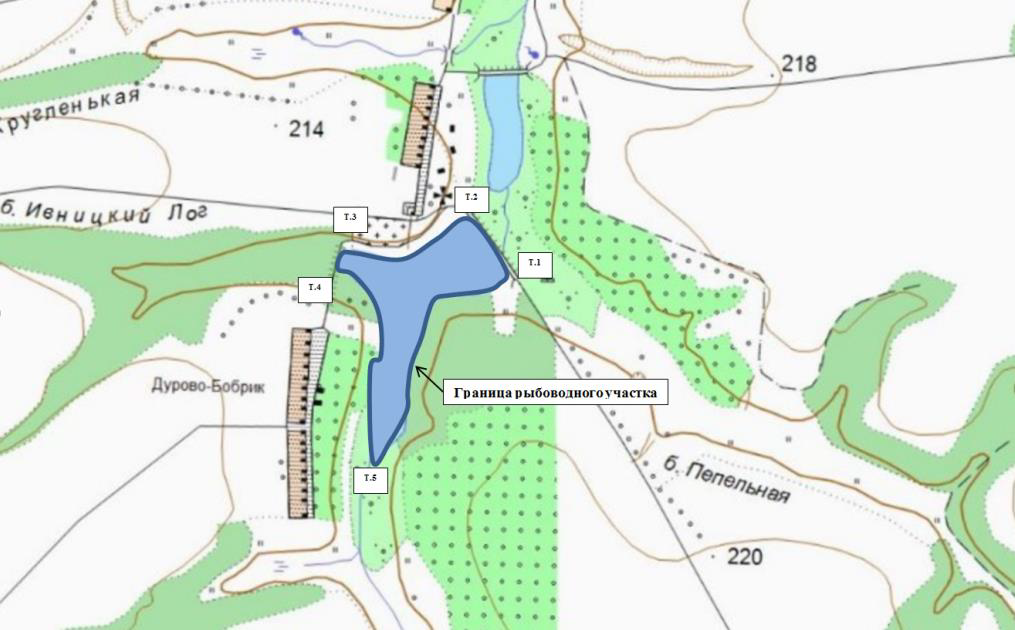 218
Кругленькая
214
б. Ивницкий Лог
Т.2
Т.3
Т.1
Т.4
Дурово-Бобрик
Граница рыбоводного участка
б. Пепельная
Т.5
220